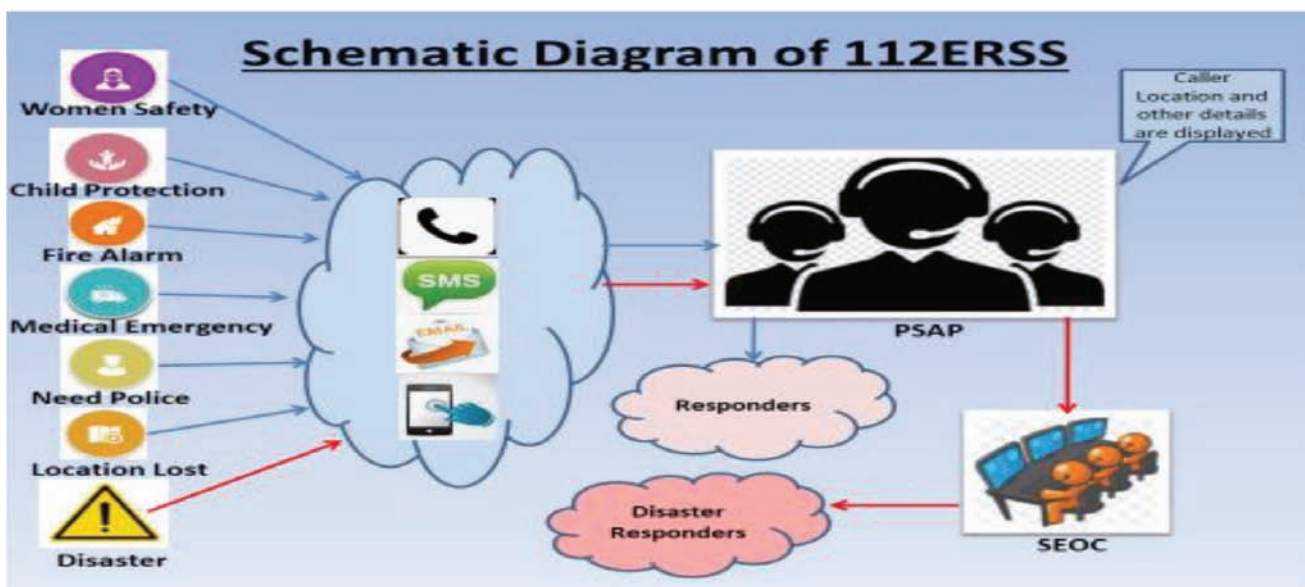 Schematic Diagram of 112ERSS
Caller
Location and
other details
are displayed
Women Safety
Child Protection
Fire Alarm
Medical Emergency
Need Police
Location Lost
Disaster
SMS
EMAIL
PSAP
Responders
Disaster
Responders
SEOC